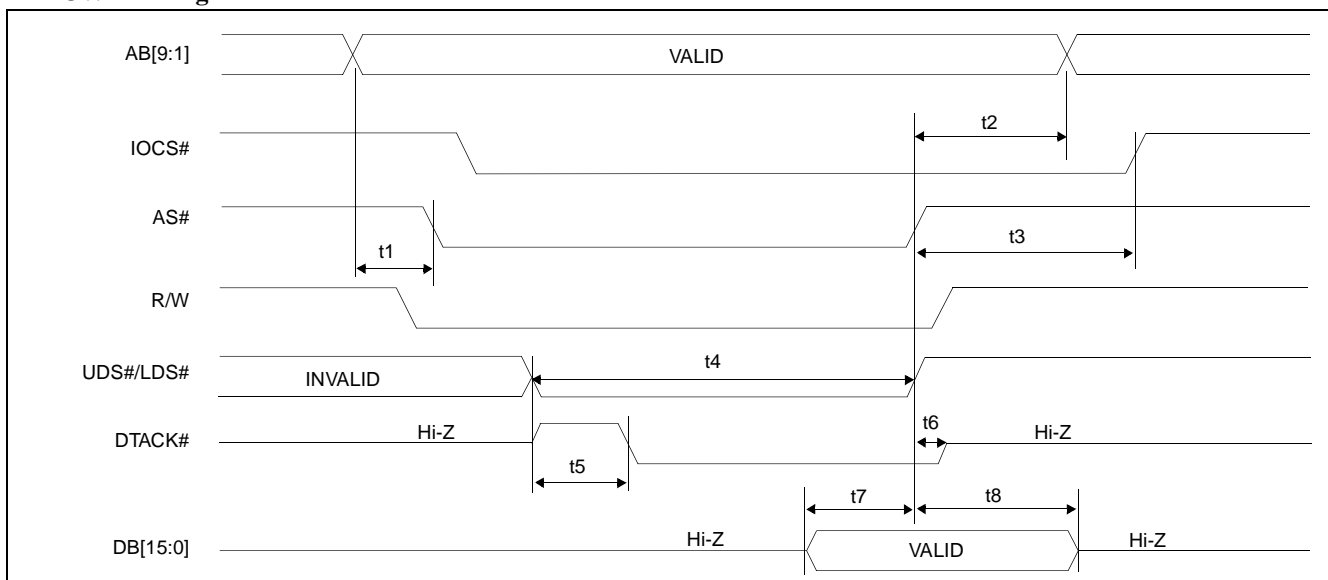 AB[9:1]
VALID
t2
IOCS#
AS#
t1
t3
R/W
UDS#/LDS#
INVALID
t4
DTACK#
Hi-Z
t6
Hi-Z
t5
t7
t8
DB[15:0]
Hi-Z
VALID
Hi-Z